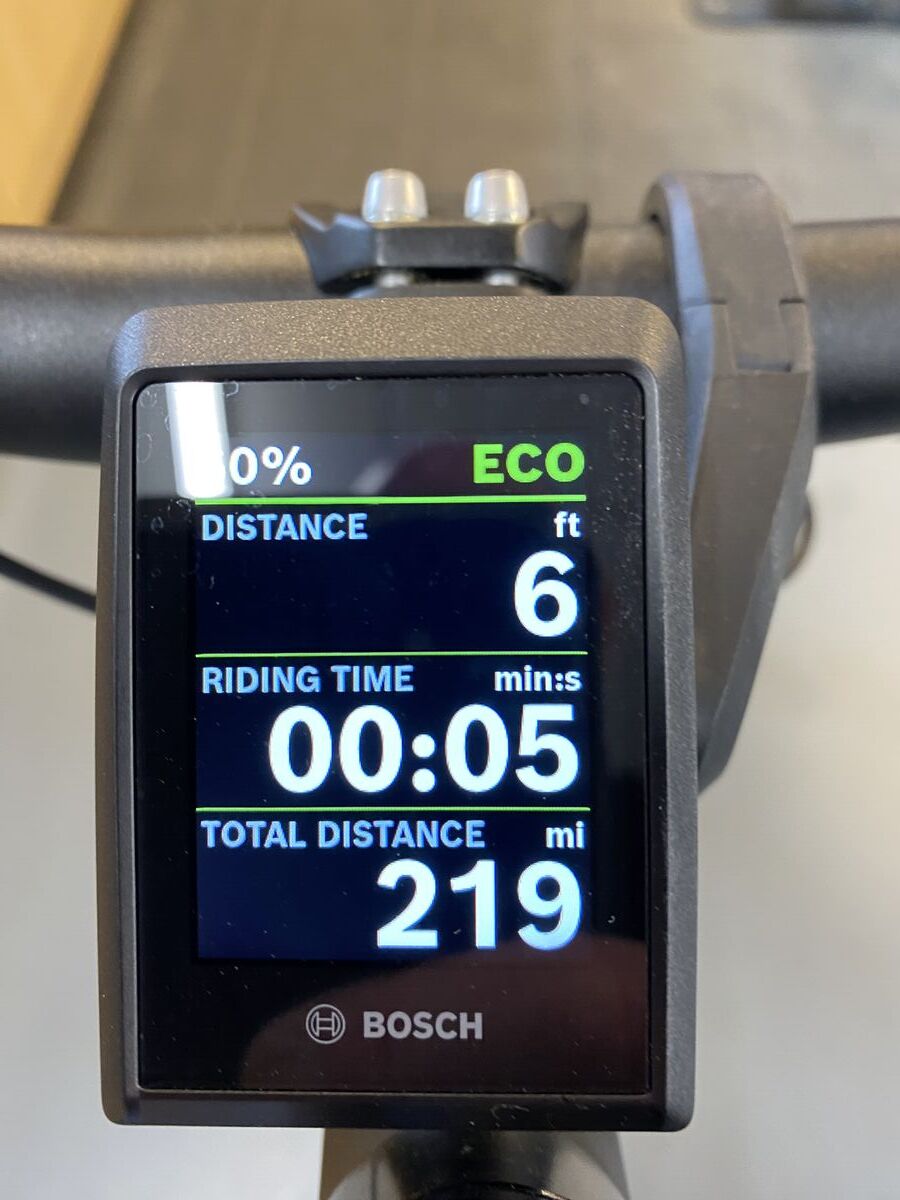 ECO
DISTANCE ft
6
RIDING TIME min:s
00:05
TOTAL DISTANCE mi
219
BOSCH